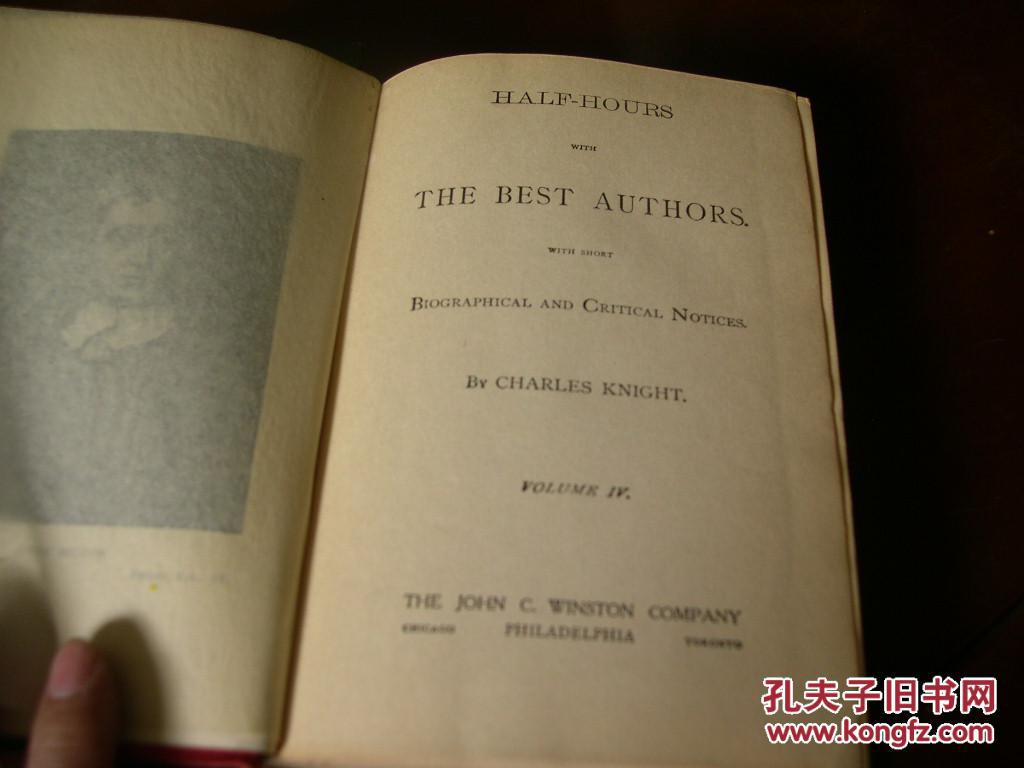 HALF-HOURS
WITH
THE BEST AUTHORS.
WITH SHORT
BIOGRAPHICAL AND CRITICAL NOTICES.
By CHARLES KNIGHT.
VOLUME IV.
THE JOHN C. WINSTON COMPANY
CHICAGO PHILADELPHIA TORONTO
孔夫子旧书网
www.kongfz.com